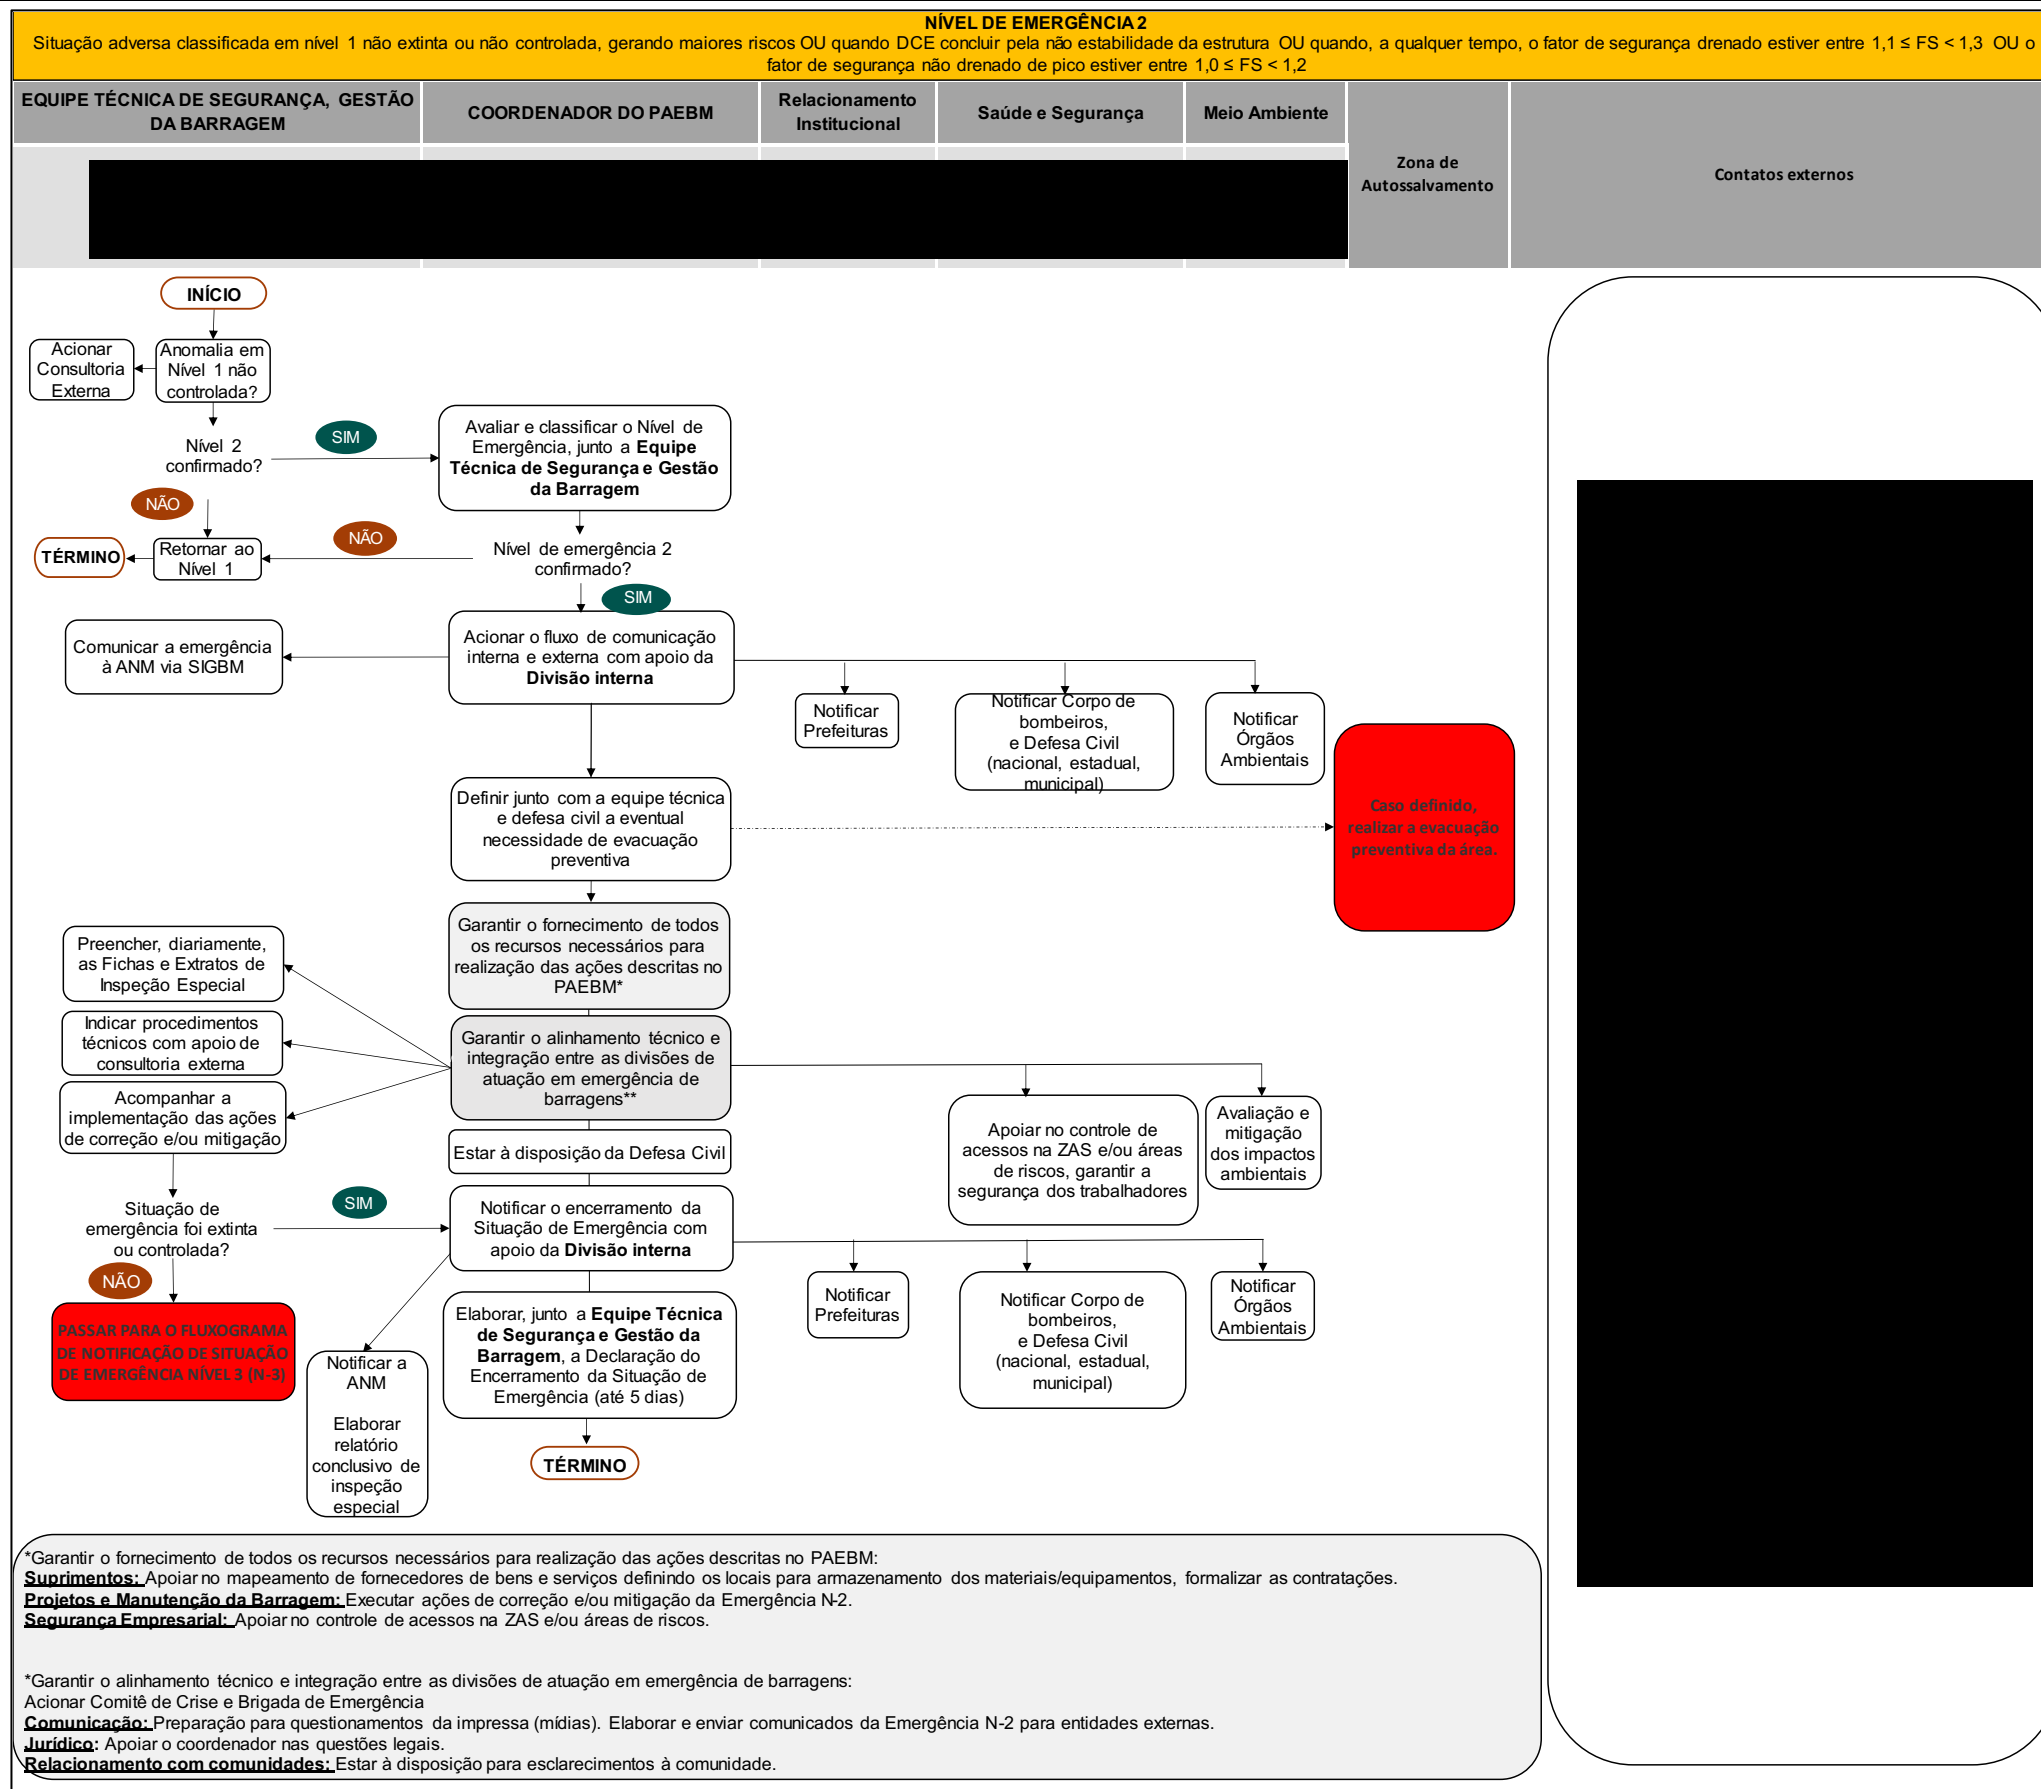 NÍVEL DE EMERGÊNCIA 2
Situação adversa classificada em nível 1 não extinta ou não controlada, gerando maiores riscos OU quando DCE concluir pela não estabilidade da estrutura OU quando, a qualquer tempo, o fator de segurança drenado estiver entre 1,1 ≤ FS < 1,3 OU o
fator de segurança não drenado de pico estiver entre 1,0 ≤ FS < 1,2
EQUIPE TÉCNICA DE SEGURANÇA, GESTÃO
DA BARRAGEM
COORDENADOR DO PAEBM
Relacionamento
Institucional
Saúde e Segurança
Meio Ambiente
Zona de
Autossalvamento
Contatos externos
INÍCIO
Acionar
Consultoria
Externa
Anomalia em
Nível 1 não
controlada?
Nível 2
confirmado?
SIM
Avaliar e classificar o Nível de
Emergência, junto a Equipe
Técnica de Segurança e Gestão
da Barragem
NÃO
TÉRMINO
Retornar ao
Nível 1
NÃO
Nível de emergência 2
confirmado?
SIM
Comunicar a emergência
à ANM via SIGBM
Acionar o fluxo de comunicação
interna e externa com apoio da
Divisão interna
Notificar
Prefeituras
Notificar Corpo de
bombeiros,
e Defesa Civil
(nacional, estadual,
municipal)
Notificar
Órgãos
Ambientais
Definir junto com a equipe técnica
e defesa civil a eventual
necessidade de evacuação
preventiva
Caso definido,
realizar a evacuação
preventiva da área.
Garantir o fornecimento de todos
os recursos necessários para
realização das ações descritas no
PAEBM*
Preencher, diariamente,
as Fichas e Extratos de
Inspeção Especial
Indicar procedimentos
técnicos com apoio de
consultoria externa
Acompanhar a
implementação das ações
de correção e/ou mitigação
Garantir o alinhamento técnico e
integração entre as divisões de
atuação em emergência de
barragens**
Apoiar no controle de
acessos na ZAS e/ou áreas
de riscos, garantir a
segurança dos trabalhadores
Avaliação e
mitigação
dos impactos
ambientais
Estar à disposição da Defesa Civil
Situação de
emergência foi extinta
ou controlada?
SIM
Notificar o encerramento da
Situação de Emergência com
apoio da Divisão interna
NÃO
PASSAR PARA O FLUXOGRAMA
DE NOTIFICAÇÃO DE SITUAÇÃO
DE EMERGÊNCIA NÍVEL 3 (N-3)
Notificar
Prefeituras
Notificar Corpo de
bombeiros,
e Defesa Civil
(nacional, estadual,
municipal)
Notificar
Órgãos
Ambientais
Notificar a
ANM
Elaborar
relatório
conclusivo de
inspeção
especial
Elaborar, junto a Equipe Técnica
de Segurança e Gestão da
Barragem, a Declaração do
Encerramento da Situação de
Emergência (até 5 dias)
TÉRMINO
*Garantir o fornecimento de todos os recursos necessários para realização das ações descritas no PAEBM:
Suprimentos: Apoiar no mapeamento de fornecedores de bens e serviços definindo os locais para armazenamento dos materiais/equipamentos, formalizar as contratações.
Projetos e Manutenção da Barragem: Executar ações de correção e/ou mitigação da Emergência N-2.
Segurança Empresarial: Apoiar no controle de acessos na ZAS e/ou áreas de riscos.
*Garantir o alinhamento técnico e integração entre as divisões de atuação em emergência de barragens:
Acionar Comitê de Crise e Brigada de Emergência
Comunicação: Preparação para questionamentos da impressa (mídias). Elaborar e enviar comunicados da Emergência N-2 para entidades externas.
Jurídico: Apoiar o coordenador nas questões legais.
Relacionamento com comunidades: Estar à disposição para esclarecimentos à comunidade.